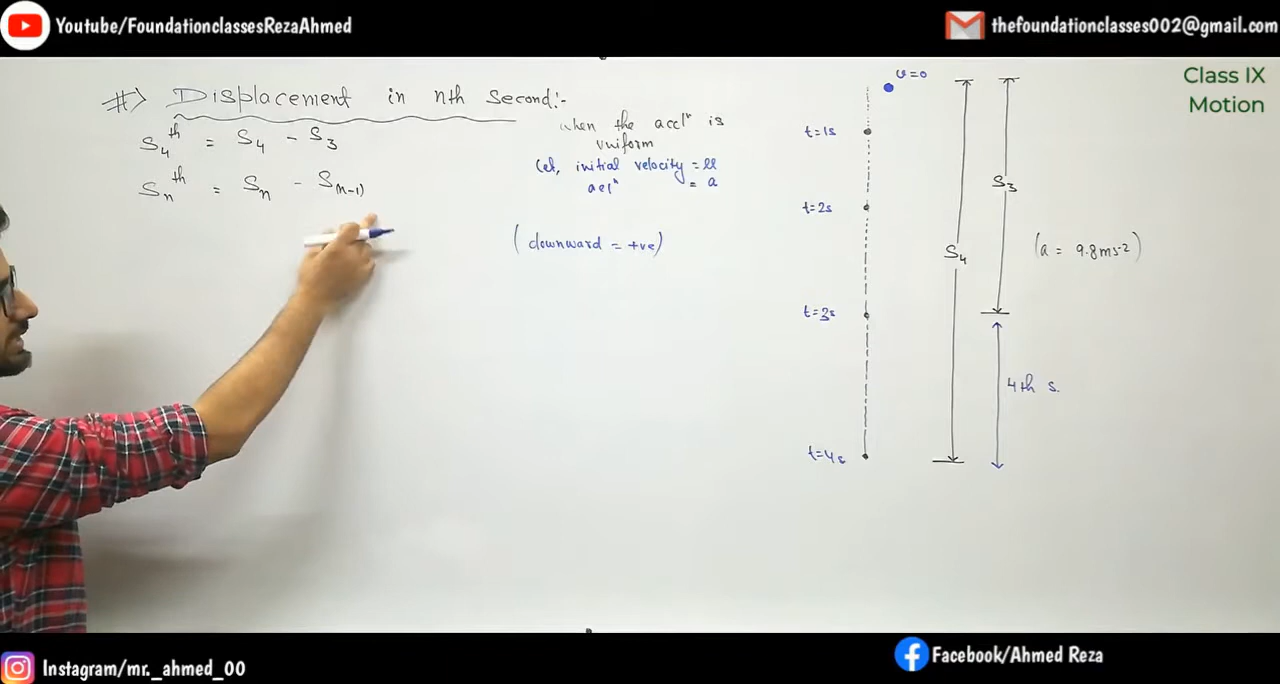 Youtube/FoundationclassesRezaAhmed
thefoundationclasses002@gmail.com
Class IX
Motion
#⇒ Displacement in nth second:-
S₄ᵗʰ = S₄ - S₃
Sₙᵗʰ = Sₙ - S₍ₙ₋₁₎
when the acclⁿ is
uniform
Let, initial velocity = u
acclⁿ = a
(downward = +ve)
u=0
t=1s
t=2s
t=3s
t=4s
S₄
S₃
4th s.
(a = 9.8ms⁻²)
Instagram/mr._ahmed_00
Facebook/Ahmed Reza